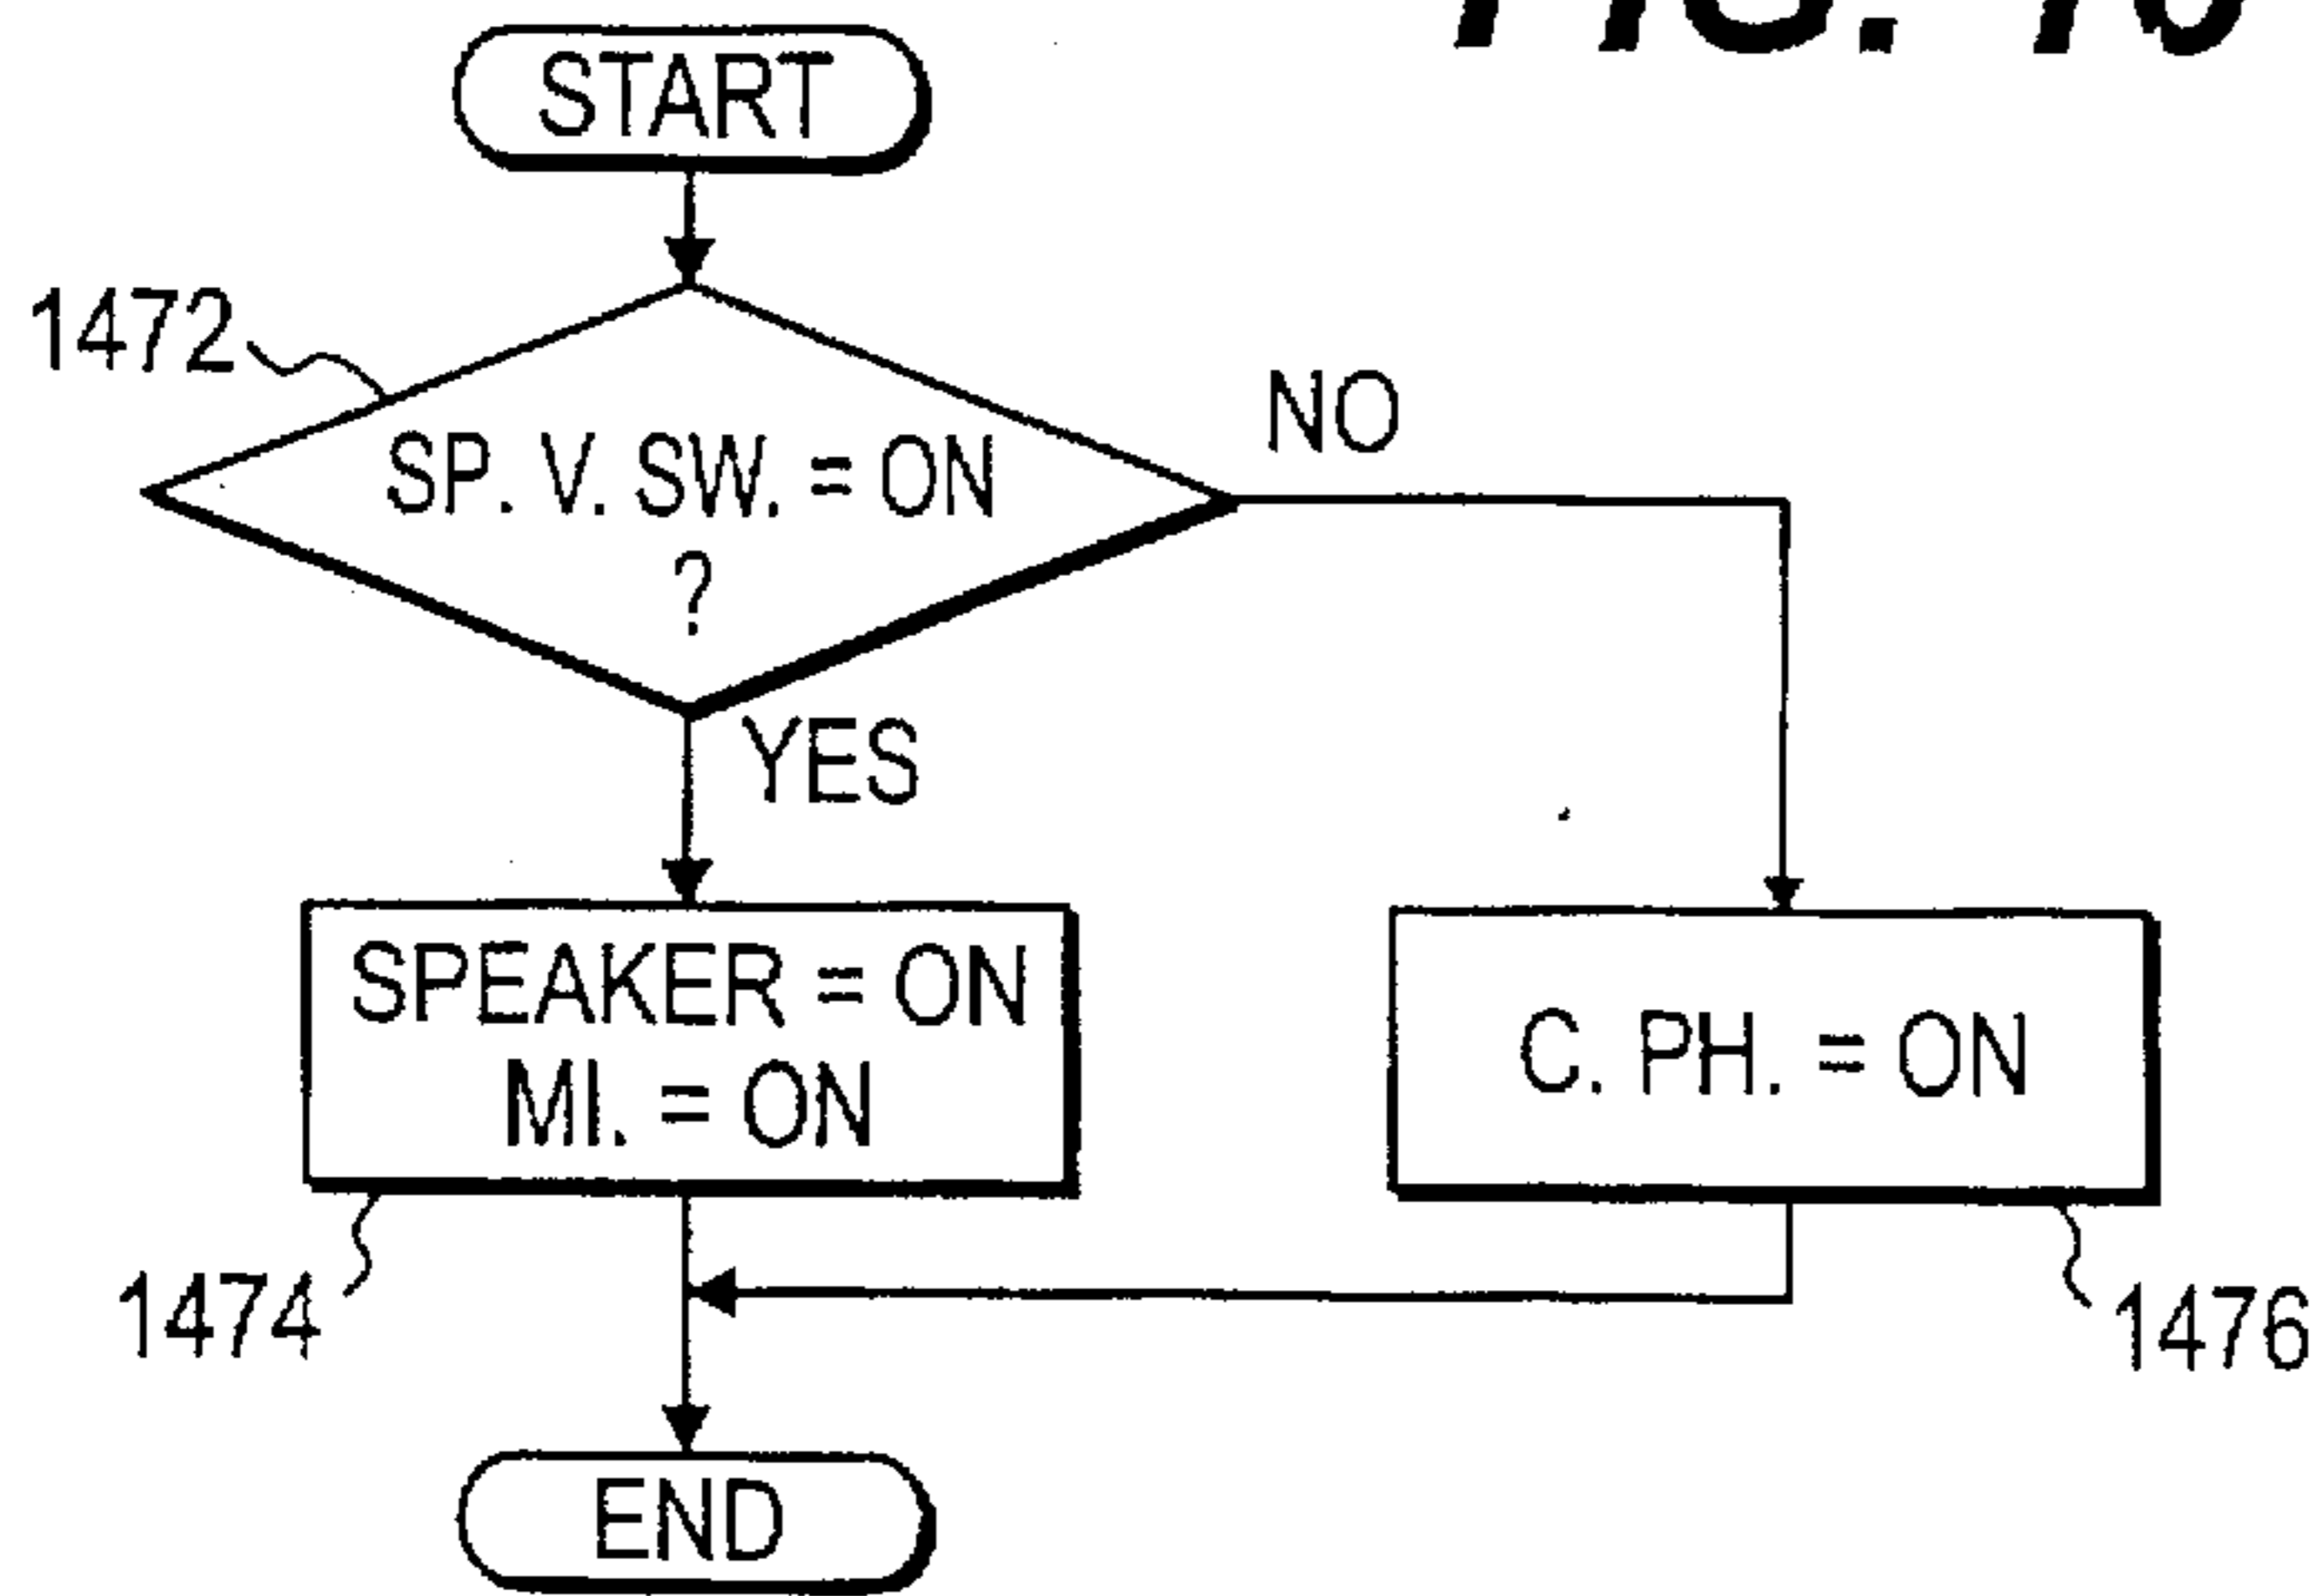 START
1472
SP. V. SW. = ON
?
NO
YES
SPEAKER = ON
MI. = ON
C. PH. = ON
1474
1476
END